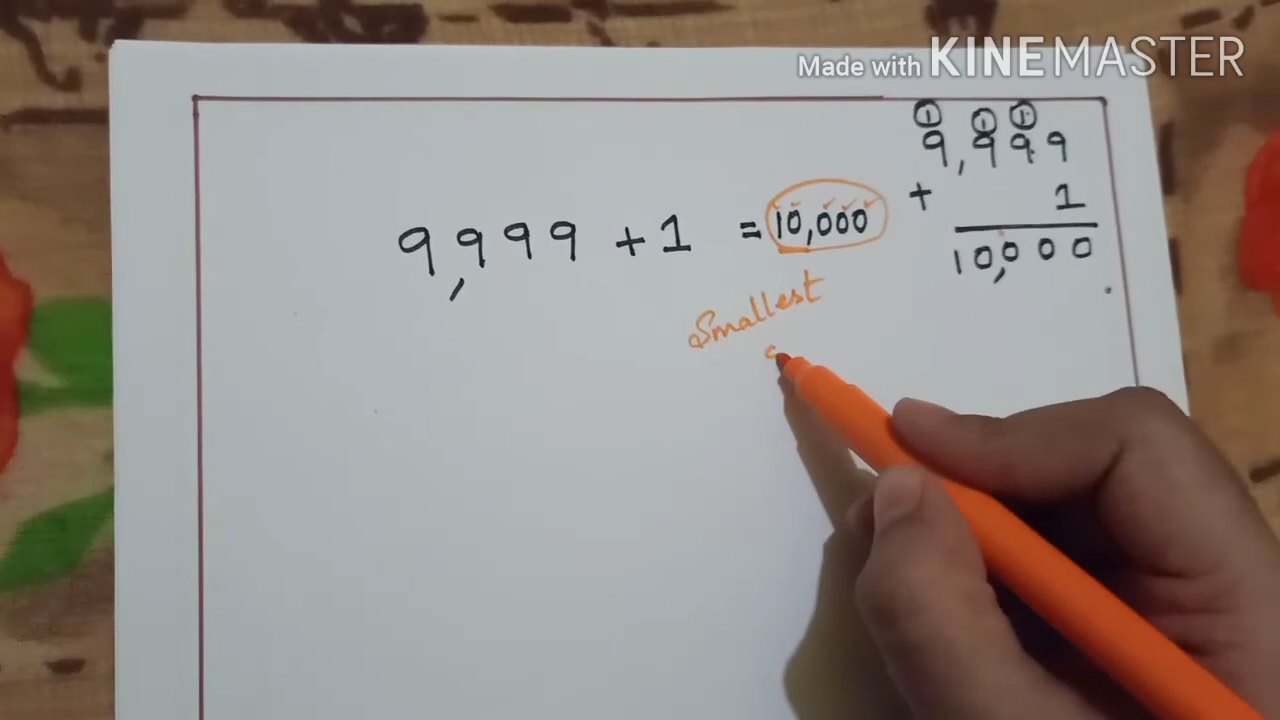 Made with KINEMASTER
① ① ①
9,999
+ 1
10,000
9,999 + 1 = 10,000
Smallest